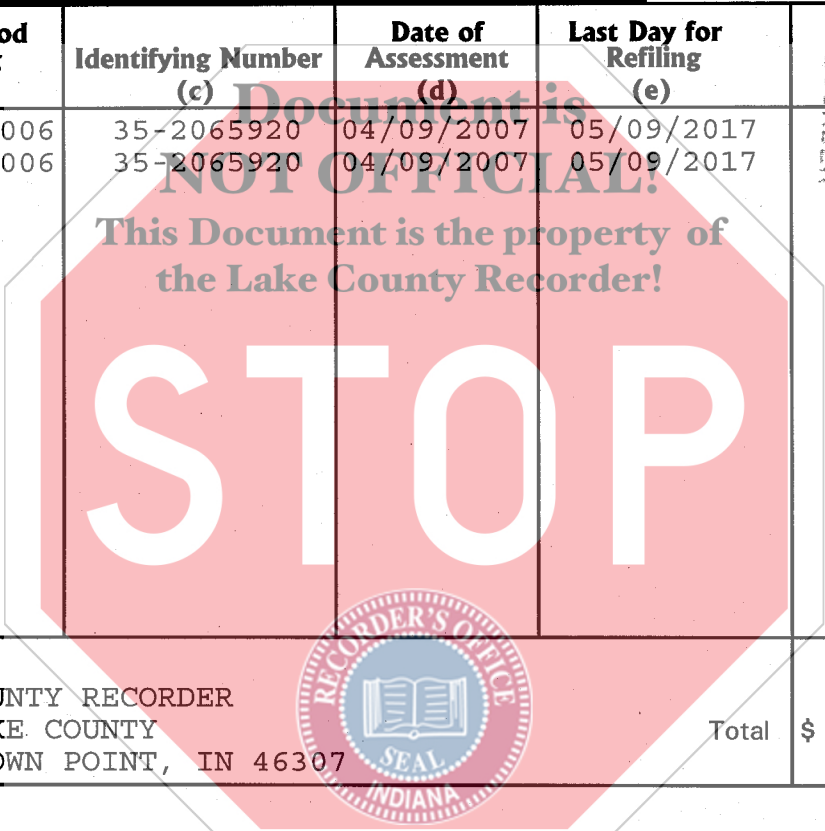 od Date of Last Day for
Identifying Number Assessment Refiling
(c) (d) (e)
Document is
006 35-2065920 04/09/2007 05/09/2017
006 35-2065920 04/09/2007 05/09/2017
NOT OFFICIAL!
This Document is the property of
the Lake County Recorder!
STOP
RECORDER'S OFFICE
SEAL
INDIANA
UNTY RECORDER
KE COUNTY Total $
OWN POINT, IN 46307